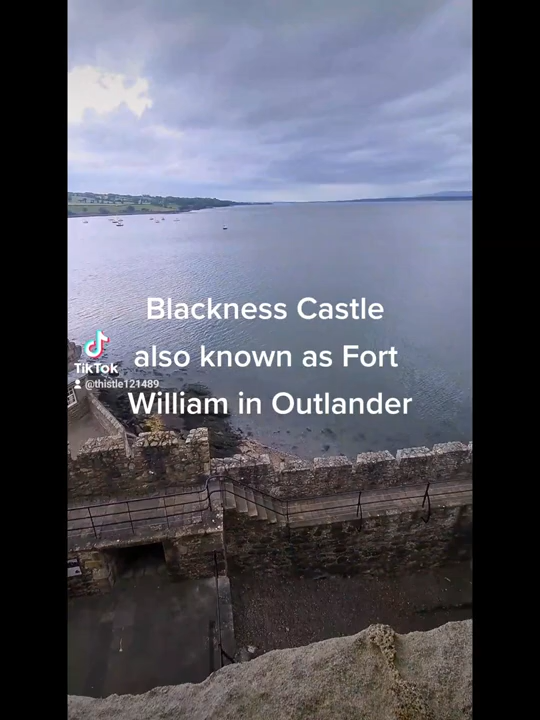 Blackness Castle
also known as Fort
William in Outlander
TikTok
@thistle121489